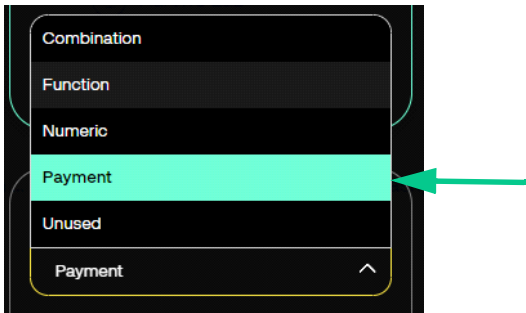 Combination
Function
Numeric
Payment
Unused
Payment